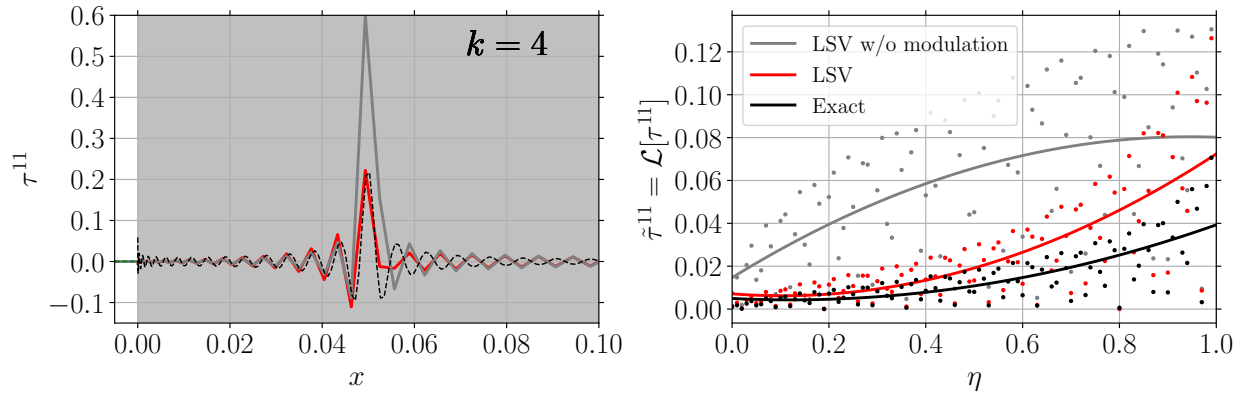 0.6
0.5
0.4
0.3
0.2
0.1
0.0
−0.1
τ¹¹
k = 4
0.00 0.02 0.04 0.06 0.08 0.10
x
0.12
0.10
0.08
0.06
0.04
0.02
0.00
τ̃¹¹ = ℒ[τ¹¹]
LSV w/o modulation
LSV
Exact
0.0 0.2 0.4 0.6 0.8 1.0
η